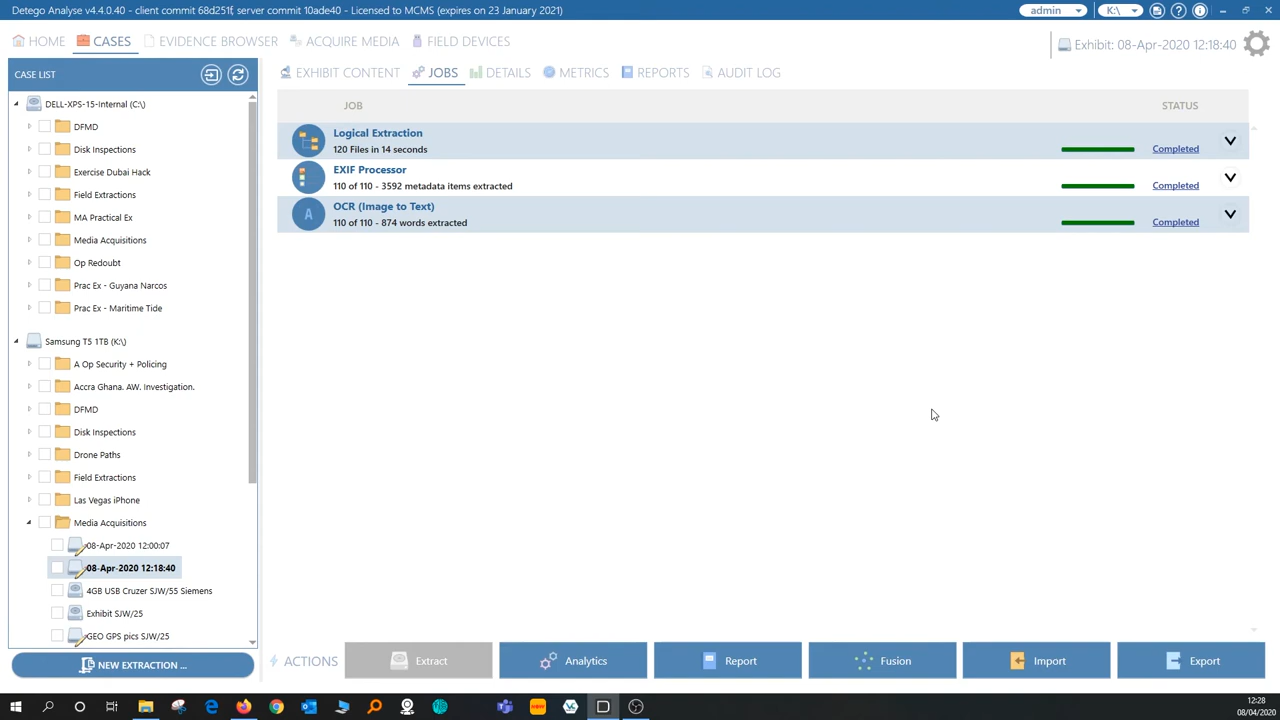 Detego Analyse v4.4.0.40 - client commit 68d251f, server commit 10ade40 - Licensed to MCMS (expires on 23 January 2021)
admin
K:\
HOME
CASES
EVIDENCE BROWSER
ACQUIRE MEDIA
FIELD DEVICES
Exhibit: 08-Apr-2020 12:18:40
CASE LIST
DELL-XPS-15-Internal (C:\)
DFMD
Disk Inspections
Exercise Dubai Hack
Field Extractions
MA Practical Ex
Media Acquisitions
Op Redoubt
Prac Ex - Guyana Narcos
Prac Ex - Maritime Tide
Samsung T5 1TB (K:\)
A Op Security + Policing
Accra Ghana. AW. Investigation.
DFMD
Disk Inspections
Drone Paths
Field Extractions
Las Vegas iPhone
Media Acquisitions
08-Apr-2020 12:00:07
08-Apr-2020 12:18:40
4GB USB Cruzer SJW/55 Siemens
Exhibit SJW/25
GEO GPS pics SJW/25
NEW EXTRACTION ...
EXHIBIT CONTENT
JOBS
DETAILS
METRICS
REPORTS
AUDIT LOG
JOB
STATUS
Logical Extraction
120 Files in 14 seconds
Completed
EXIF Processor
110 of 110 - 3592 metadata items extracted
Completed
A
OCR (Image to Text)
110 of 110 - 874 words extracted
Completed
ACTIONS
Extract
Analytics
Report
Fusion
Import
Export
12:28
08/04/2020